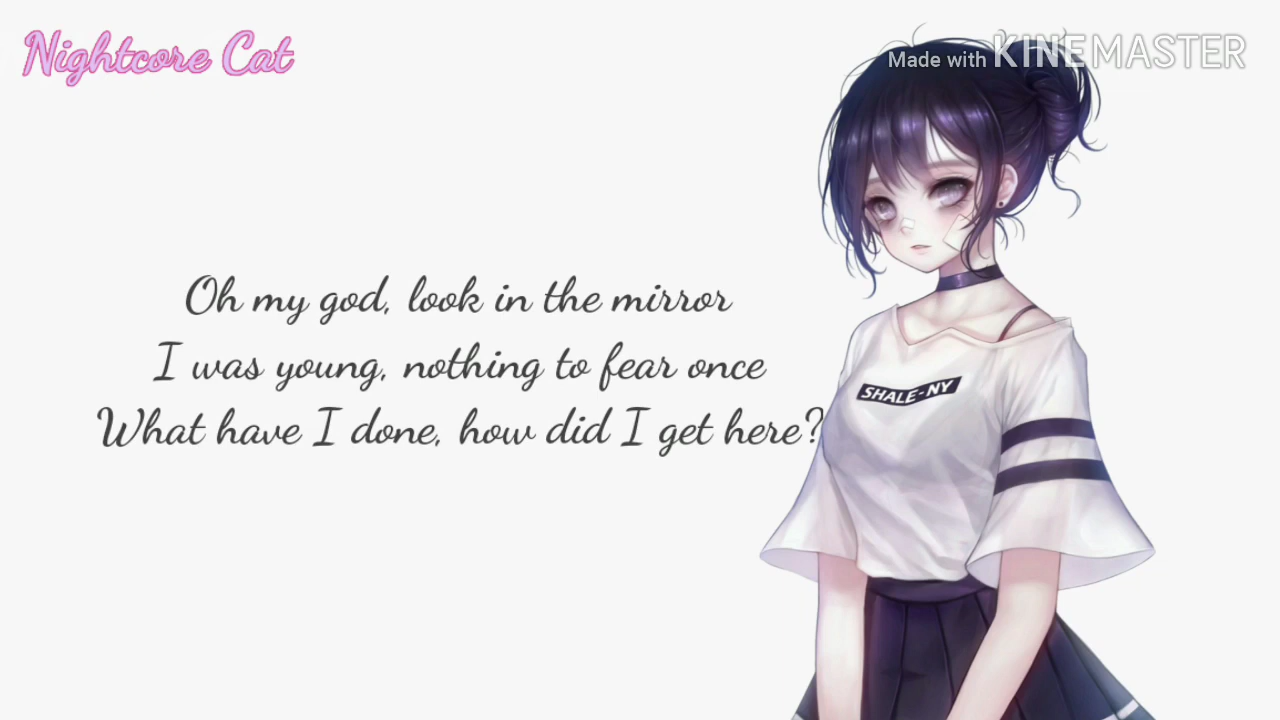 Nightcore Cat
Made with KINEMASTER
Oh my god, look in the mirror
I was young, nothing to fear once
What have I done, how did I get here?
SHALE-NY